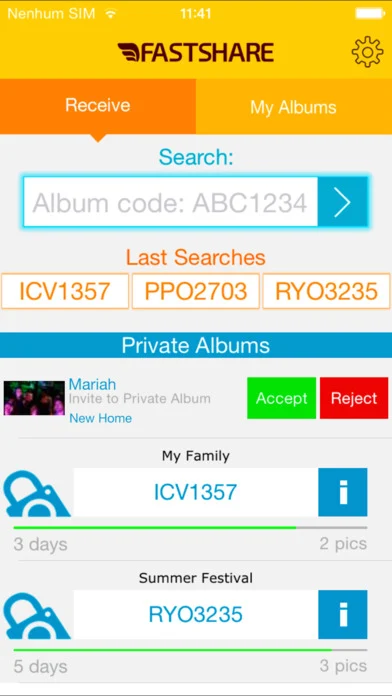 Nenhum SIM 11:41
FASTSHARE
Receive My Albums
Search:
Album code: ABC1234
Last Searches
ICV1357 PPO2703 RYO3235
Private Albums
Mariah
Invite to Private Album
New Home
Accept Reject
My Family
ICV1357 i
3 days 2 pics
Summer Festival
RYO3235 i
5 days 3 pics